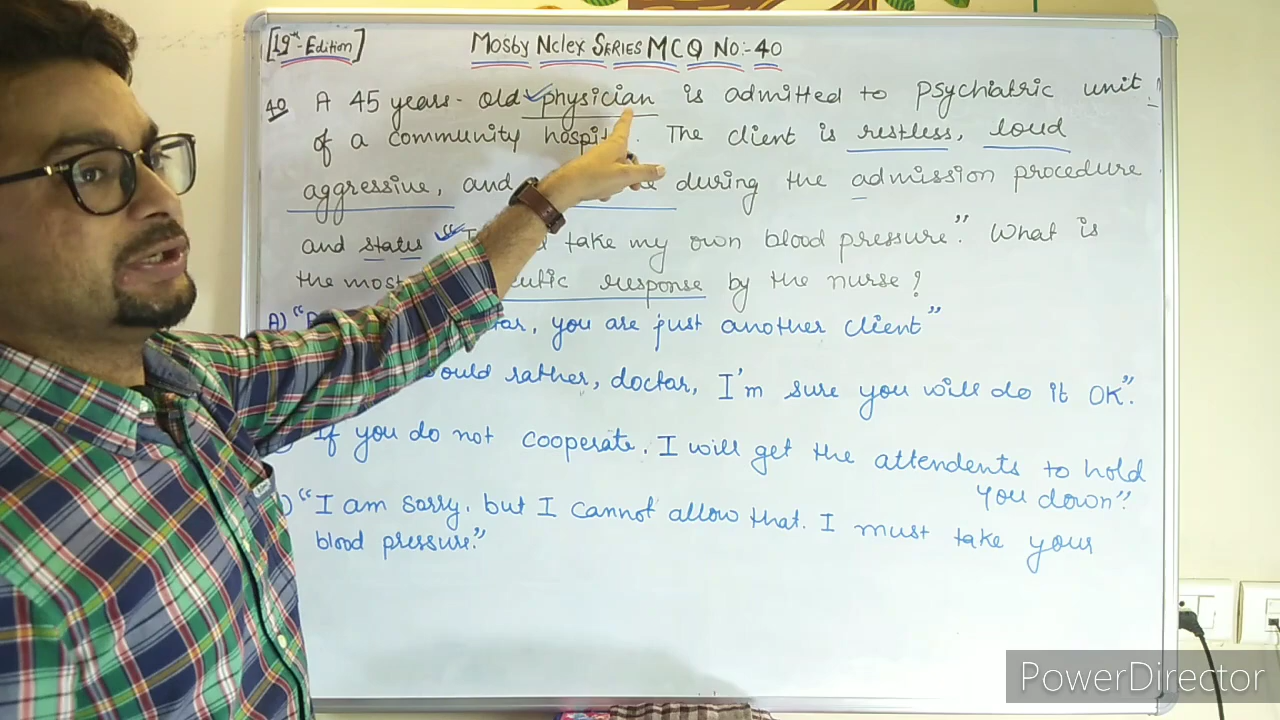 [19th Edition]
Mosby Nclex Series MCQ No:- 40
40 A 45 years- old physician is admitted to psychiatric unit
of a community hospit. The client is restless, loud
aggressive, and during the admission procedure
and states " take my own blood pressure". What is
the most response by the nurse?
A) " you are just another client"
rather, doctar, I'm sure you will do it OK".
If you do not cooperate. I will get the attendents to hold
you down".
"I am sorry. but I cannot allow that. I must take your
blood pressure."
PowerDirector